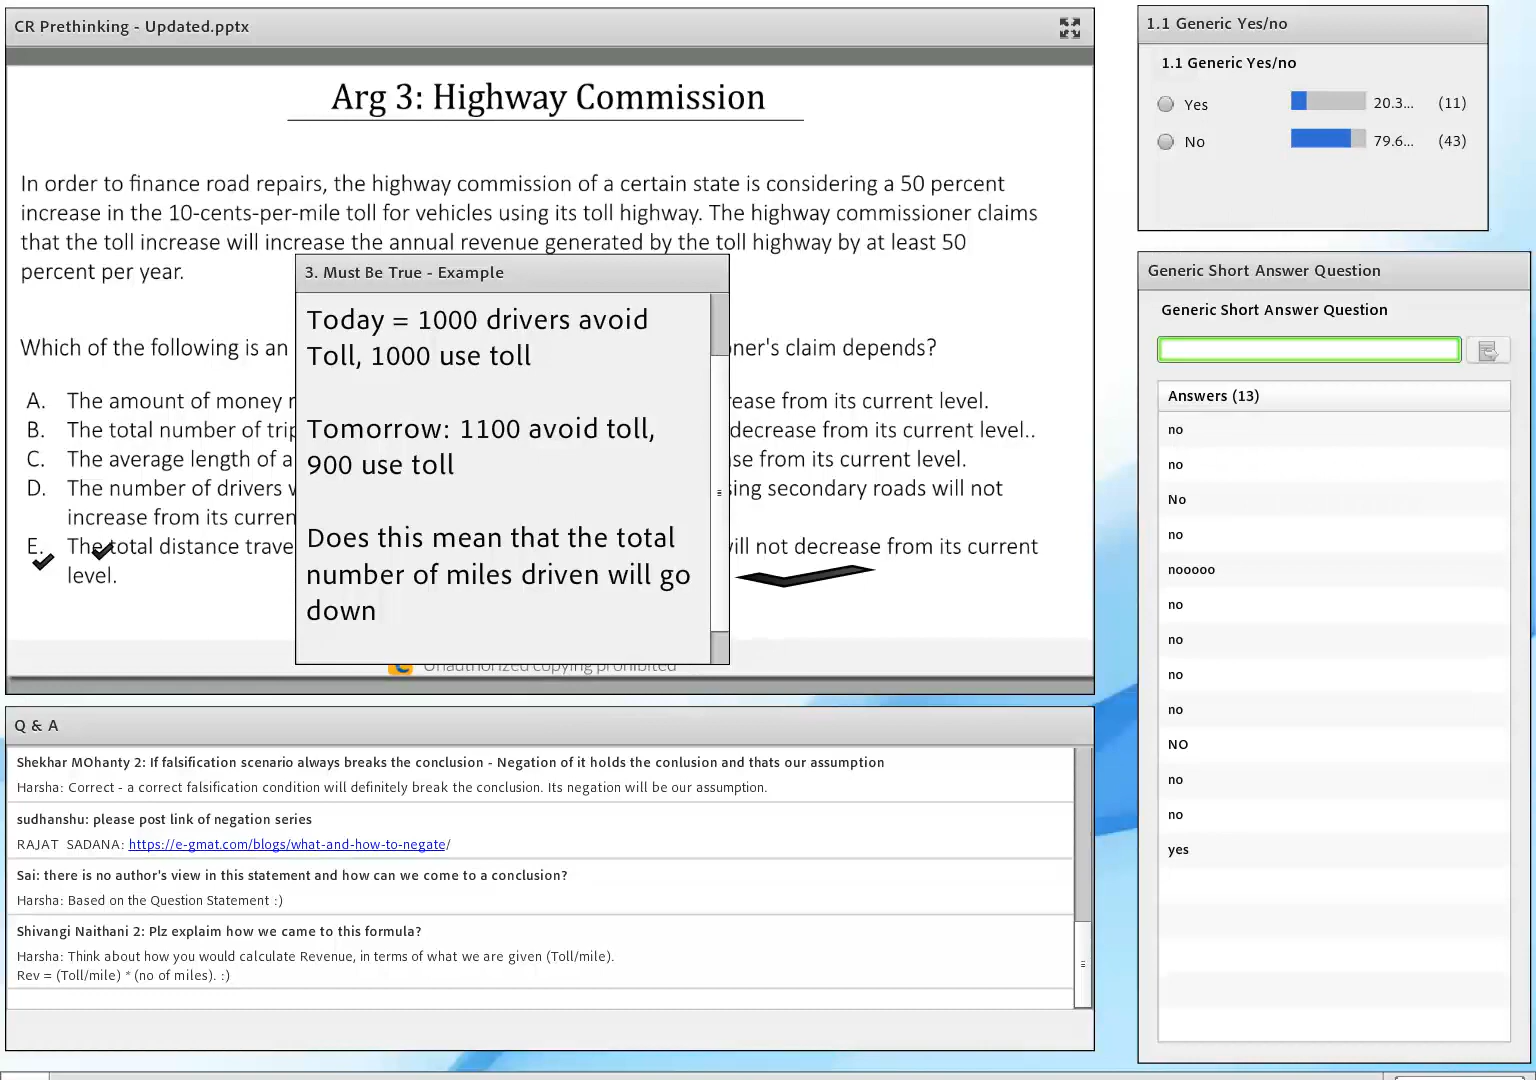 CR Prethinking - Updated.pptx
Arg 3: Highway Commission
In order to finance road repairs, the highway commission of a certain state is considering a 50 percent
increase in the 10-cents-per-mile toll for vehicles using its toll highway. The highway commissioner claims
that the toll increase will increase the annual revenue generated by the toll highway by at least 50
percent per year.
Which of the following is an
oner's claim depends?
A. The amount of money r
rease from its current level.
B. The total number of trip
decrease from its current level..
C. The average length of a
se from its current level.
D. The number of drivers v
sing secondary roads will not
increase from its curren
E. The total distance trave
ill not decrease from its current
level.
3. Must Be True - Example
Today = 1000 drivers avoid
Toll, 1000 use toll
Tomorrow: 1100 avoid toll,
900 use toll
Does this mean that the total
number of miles driven will go
down
Unauthorized copying prohibited
Q & A
Shekhar MOhanty 2: If falsification scenario always breaks the conclusion - Negation of it holds the conlusion and thats our assumption
Harsha: Correct - a correct falsification condition will definitely break the conclusion. Its negation will be our assumption.
sudhanshu: please post link of negation series
RAJAT SADANA: https://e-gmat.com/blogs/what-and-how-to-negate/
Sai: there is no author's view in this statement and how can we come to a conclusion?
Harsha: Based on the Question Statement :)
Shivangi Naithani 2: Plz explaim how we came to this formula?
Harsha: Think about how you would calculate Revenue, in terms of what we are given (Toll/mile).
Rev = (Toll/mile) * (no of miles). :)
1.1 Generic Yes/no
1.1 Generic Yes/no
Yes 20.3... (11)
No 79.6... (43)
Generic Short Answer Question
Generic Short Answer Question
Answers (13)
no
no
No
no
nooooo
no
no
no
no
NO
no
no
yes